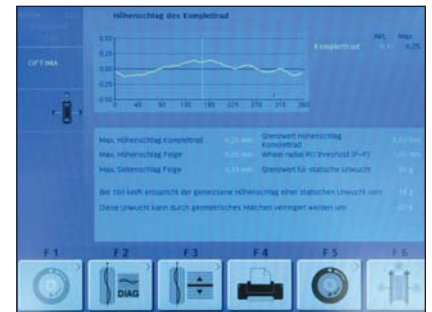 Höhenschlag des Komplettrad
Akt. Max
Komplettrad 0.25
OPTIMA
0.50
0.25
0.00
-0.25
-0.50
0 45 90 135 180 225 270 315 360
Max. Höhenschlag Komplettrad 0,25 mm
Grenzwert Höhenschlag
Komplettrad
Max. Höhenschlag Felge
Wheel radial
Max. Seitenschlag Felge
Grenzwert für statische Unwucht
Bei 100 km/h entspricht der gemessene Höhenschlag einer statischen Unwucht von:
Diese Unwucht kann durch geometrisches Matchen verringert werden um:
F 1 F 2 F 3 F 4 F 5 F 6
DIAG